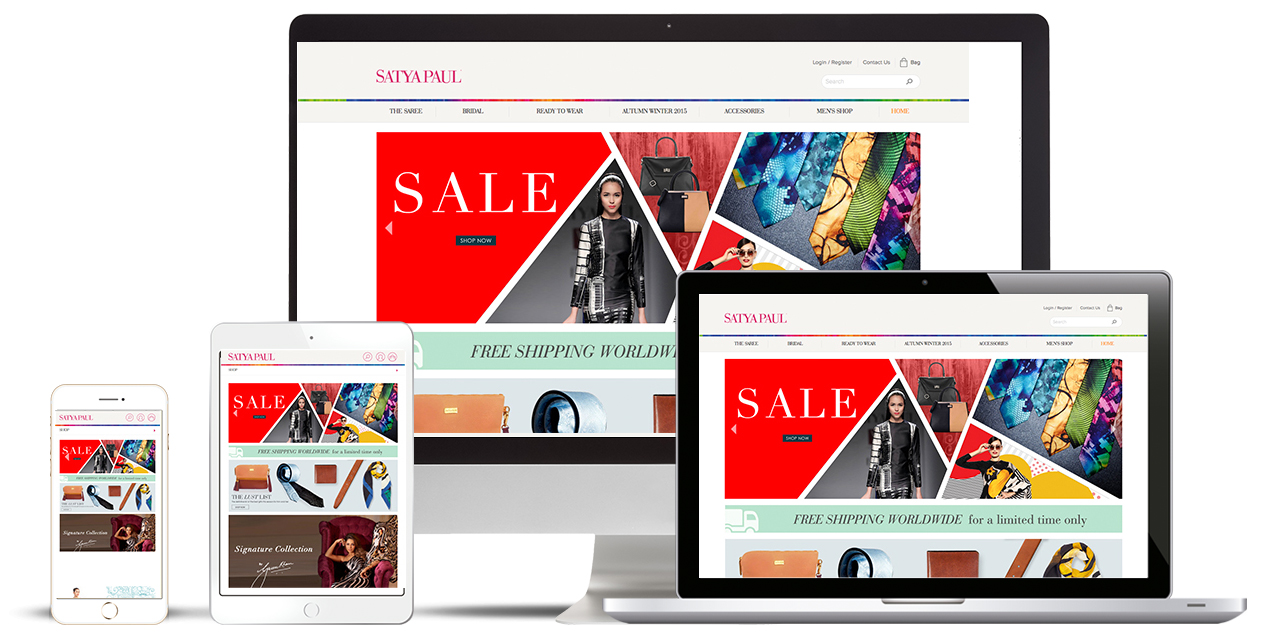 SATYA PAUL
Login / Register Contact Us Bag
Search
THE SAREE BRIDAL READY TO WEAR AUTUMN WINTER 2015 ACCESSORIES MEN'S SHOP HOME
SALE
SHOP NOW
FREE SHIPPING WORLDWI
SATYA PAUL
Login / Register Contact Us Bag
Search
THE SAREE BRIDAL READY TO WEAR AUTUMN WINTER 2015 ACCESSORIES MEN'S SHOP HOME
SALE
SHOP NOW
FREE SHIPPING WORLDWIDE for a limited time only
SATYA PAUL
SHOP
SALE
FREE SHIPPING WORLDWIDE for a limited time only
THE LUST LIST
Signature Collection
SATYA PAUL
SHOP
SALE
FREE SHIPPING WORLDWIDE for a limited time only
THE LUST LIST
Signature Collection